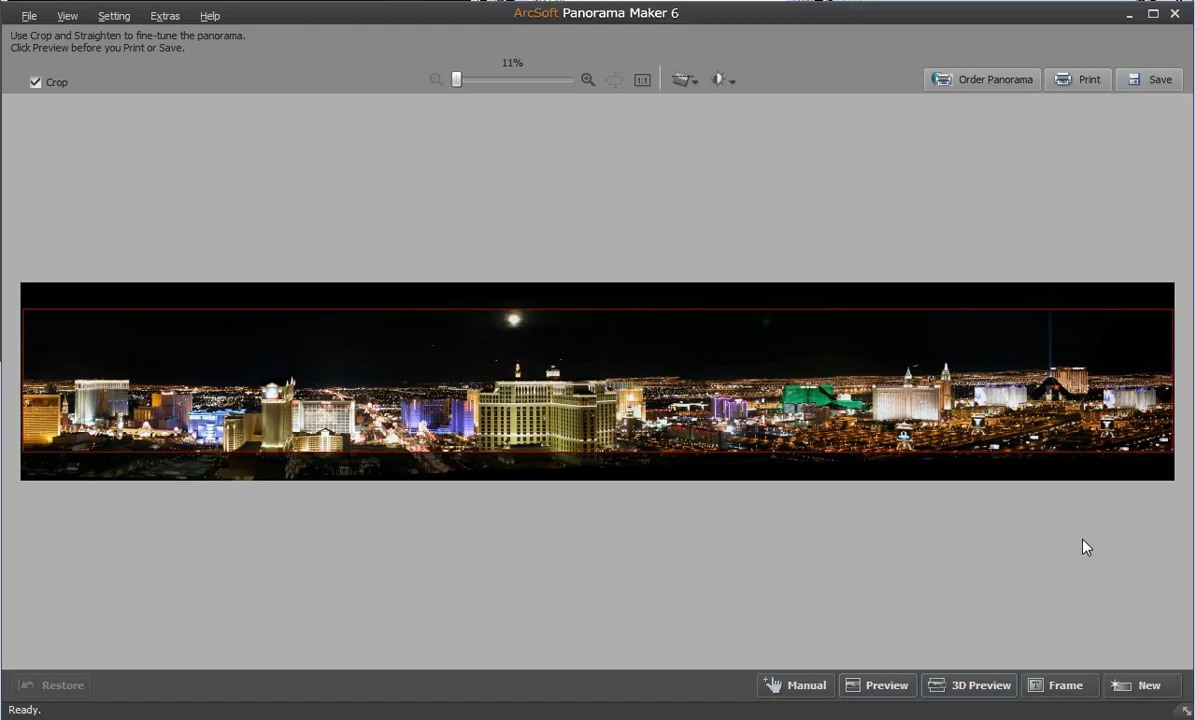 ArcSoft Panorama Maker 6
File View Setting Extras Help
Use Crop and Straighten to fine-tune the panorama.
Click Preview before you Print or Save.
11%
Crop
1:1
Order Panorama
Print
Save
Restore
Manual
Preview
3D Preview
Frame
New
Ready.